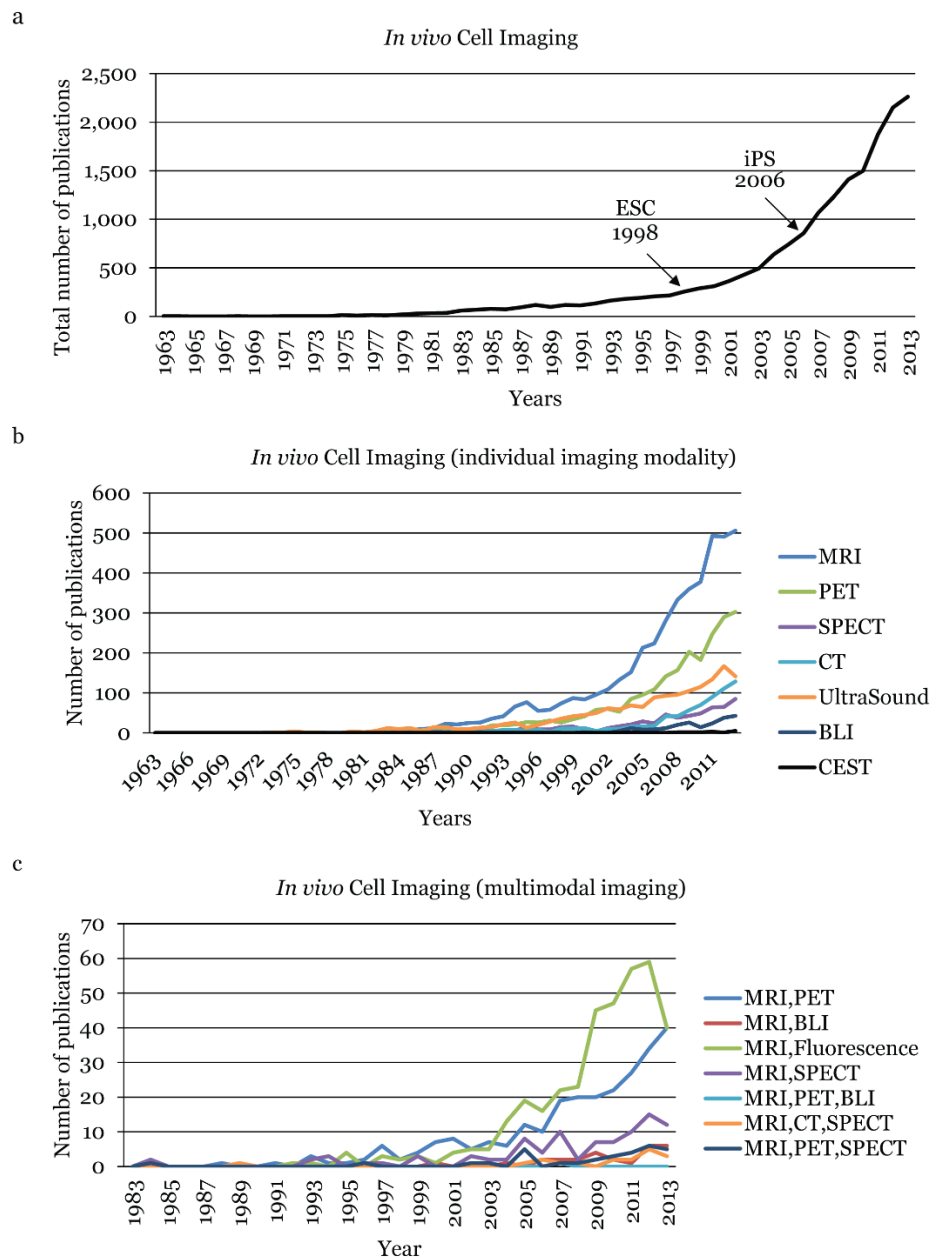 a
In vivo Cell Imaging
Total number of publications
2,500
2,000
1,500
1,000
500
0
ESC
1998
iPS
2006
1963 1965 1967 1969 1971 1973 1975 1977 1979 1981 1983 1985 1987 1989 1991 1993 1995 1997 1999 2001 2003 2005 2007 2009 2011 2013
Years
b
In vivo Cell Imaging (individual imaging modality)
Number of publications
600
500
400
300
200
100
0
1963 1966 1969 1972 1975 1978 1981 1984 1987 1990 1993 1996 1999 2002 2005 2008 2011
Years
MRI
PET
SPECT
CT
UltraSound
BLI
CEST
c
In vivo Cell Imaging (multimodal imaging)
Number of publications
70
60
50
40
30
20
10
0
1983 1985 1987 1989 1991 1993 1995 1997 1999 2001 2003 2005 2007 2009 2011 2013
Year
MRI,PET
MRI,BLI
MRI,Fluorescence
MRI,SPECT
MRI,PET,BLI
MRI,CT,SPECT
MRI,PET,SPECT